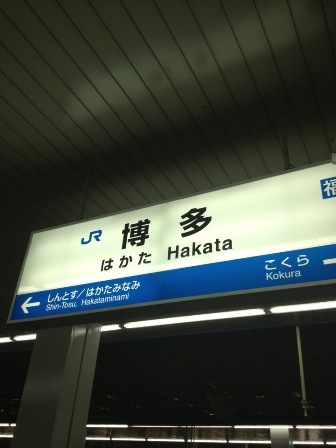 福
JR 博多
はかた Hakata
しんとす/はかたみなみ
Shin-Tosu, Hakataminami
こくら
Kokura